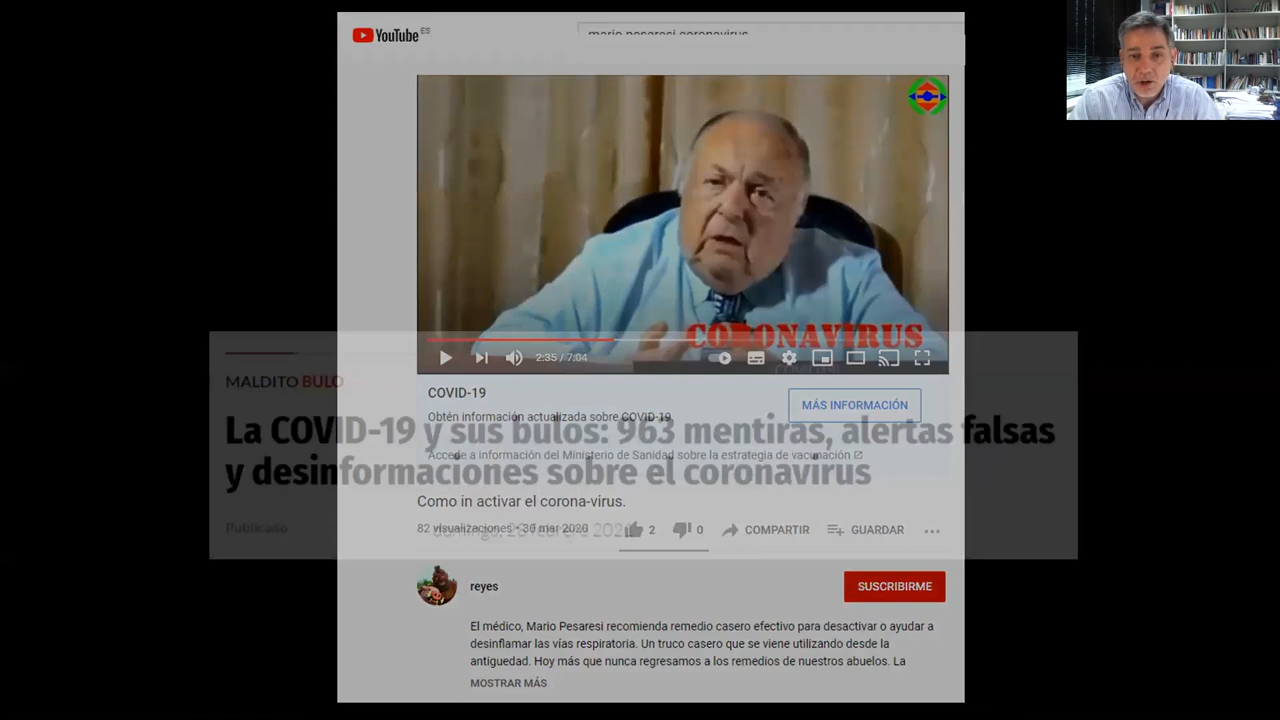 YouTube ES
mario pesaresi coronavirus
CORONAVIRUS
2:35 / 7:04
COVID-19
MÁS INFORMACIÓN
Obtén información actualizada sobre COVID-19
Accede a información del Ministerio de Sanidad sobre la estrategia de vacunación
MALDITO BULO
La COVID-19 y sus bulos: 963 mentiras, alertas falsas
y desinformaciones sobre el coronavirus
Publicado
Como in activar el corona-virus.
82 visualizaciones • 30 mar 2020
2
0
COMPARTIR
GUARDAR
reyes
SUSCRIBIRME
El médico, Mario Pesaresi recomienda remedio casero efectivo para desactivar o ayudar a
desinflamar las vías respiratoria. Un truco casero que se viene utilizando desde la
antiguedad. Hoy más que nunca regresamos a los remedios de nuestros abuelos. La
MOSTRAR MÁS